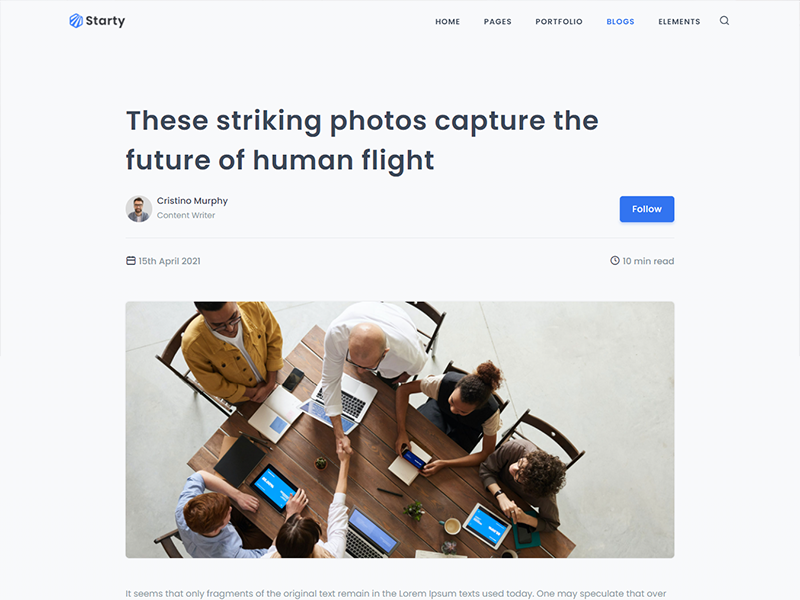 Starty
HOME PAGES PORTFOLIO BLOGS ELEMENTS
These striking photos capture the
future of human flight
Cristino Murphy
Content Writer
Follow
15th April 2021
10 min read
It seems that only fragments of the original text remain in the Lorem Ipsum texts used today. One may speculate that over